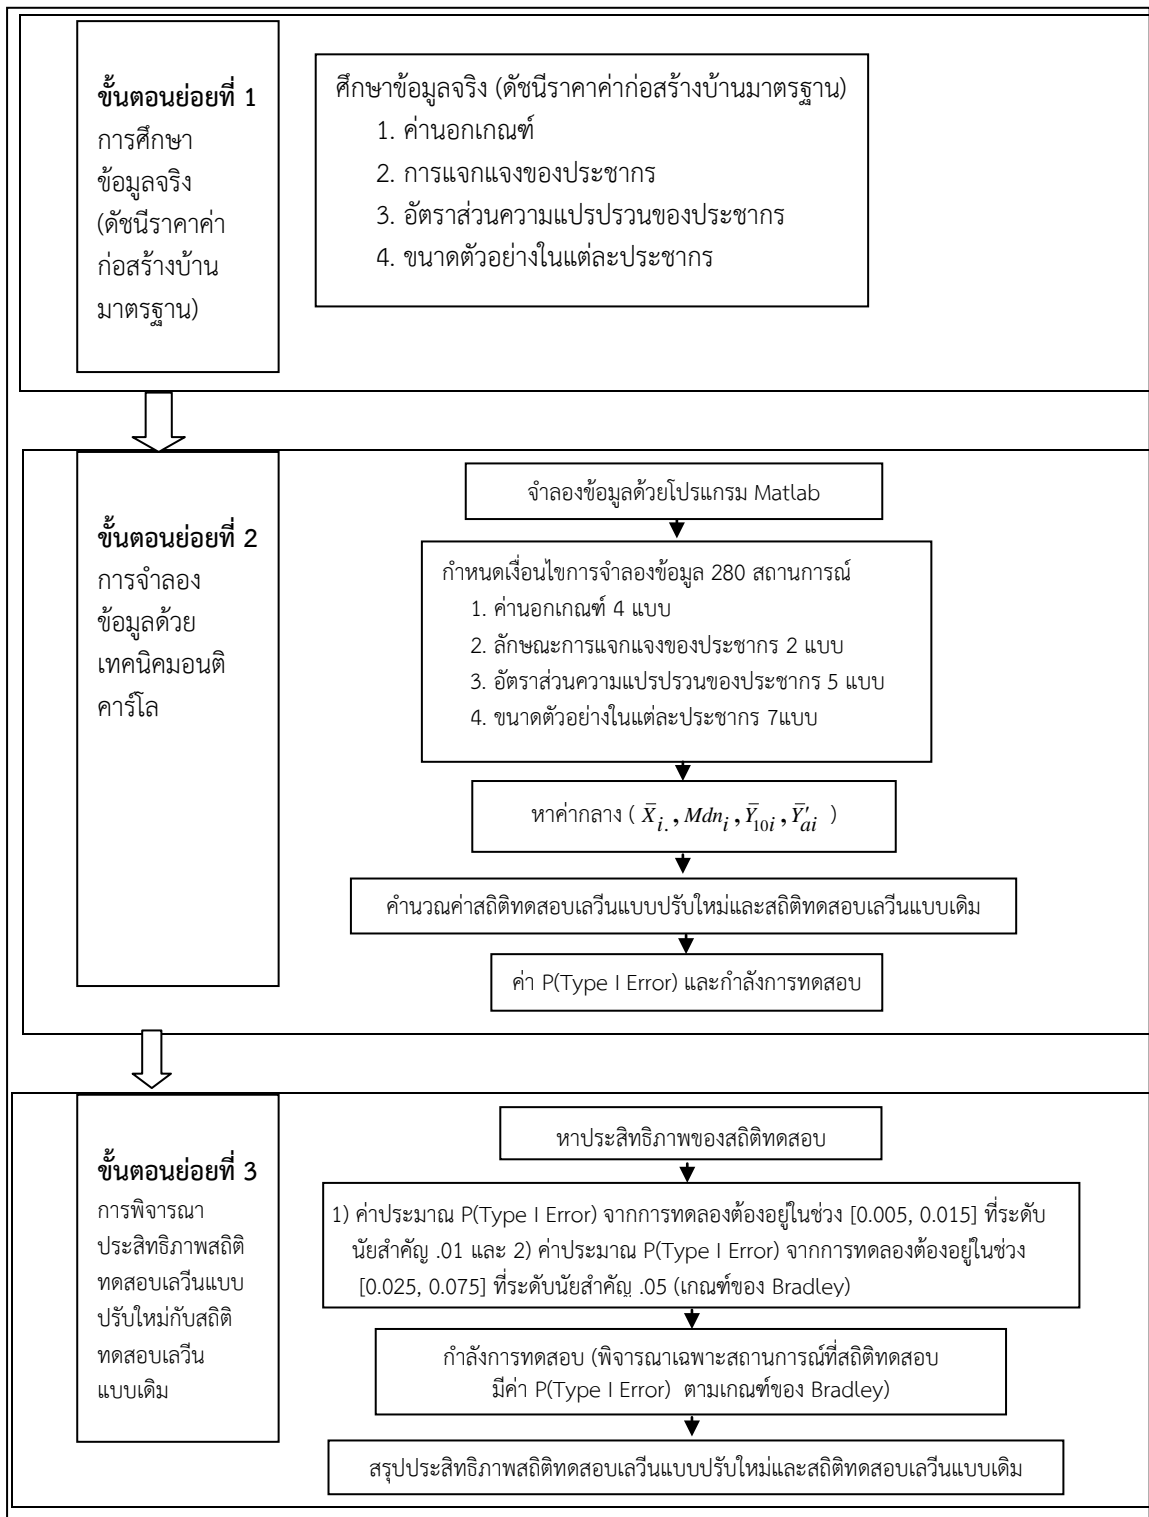 ขั้นตอนย่อยที่ 1
การศึกษา
ข้อมูลจริง
(ดัชนีราคาค่า
ก่อสร้างบ้าน
มาตรฐาน)
ศึกษาข้อมูลจริง (ดัชนีราคาค่าก่อสร้างบ้านมาตรฐาน)
1. ค่านอกเกณฑ์
2. การแจกแจงของประชากร
3. อัตราส่วนความแปรปรวนของประชากร
4. ขนาดตัวอย่างในแต่ละประชากร
ขั้นตอนย่อยที่ 2
การจำลอง
ข้อมูลด้วย
เทคนิคมอนติ
คาร์โล
จำลองข้อมูลด้วยโปรแกรม Matlab
กำหนดเงื่อนไขการจำลองข้อมูล 280 สถานการณ์
1. ค่านอกเกณฑ์ 4 แบบ
2. ลักษณะการแจกแจงของประชากร 2 แบบ
3. อัตราส่วนความแปรปรวนของประชากร 5 แบบ
4. ขนาดตัวอย่างในแต่ละประชากร 7แบบ
หาค่ากลาง ( X̄i. , Mdni , Ȳ10i , Ȳ′ai )
คำนวณค่าสถิติทดสอบเลวีนแบบปรับใหม่และสถิติทดสอบเลวีนแบบเดิม
ค่า P(Type I Error) และกำลังการทดสอบ
ขั้นตอนย่อยที่ 3
การพิจารณา
ประสิทธิภาพสถิติ
ทดสอบเลวีนแบบ
ปรับใหม่กับสถิติ
ทดสอบเลวีน
แบบเดิม
หาประสิทธิภาพของสถิติทดสอบ
1) ค่าประมาณ P(Type I Error) จากการทดลองต้องอยู่ในช่วง [0.005, 0.015] ที่ระดับ
นัยสำคัญ .01 และ 2) ค่าประมาณ P(Type I Error) จากการทดลองต้องอยู่ในช่วง
[0.025, 0.075] ที่ระดับนัยสำคัญ .05 (เกณฑ์ของ Bradley)
กำลังการทดสอบ (พิจารณาเฉพาะสถานการณ์ที่สถิติทดสอบ
มีค่า P(Type I Error) ตามเกณฑ์ของ Bradley)
สรุปประสิทธิภาพสถิติทดสอบเลวีนแบบปรับใหม่และสถิติทดสอบเลวีนแบบเดิม